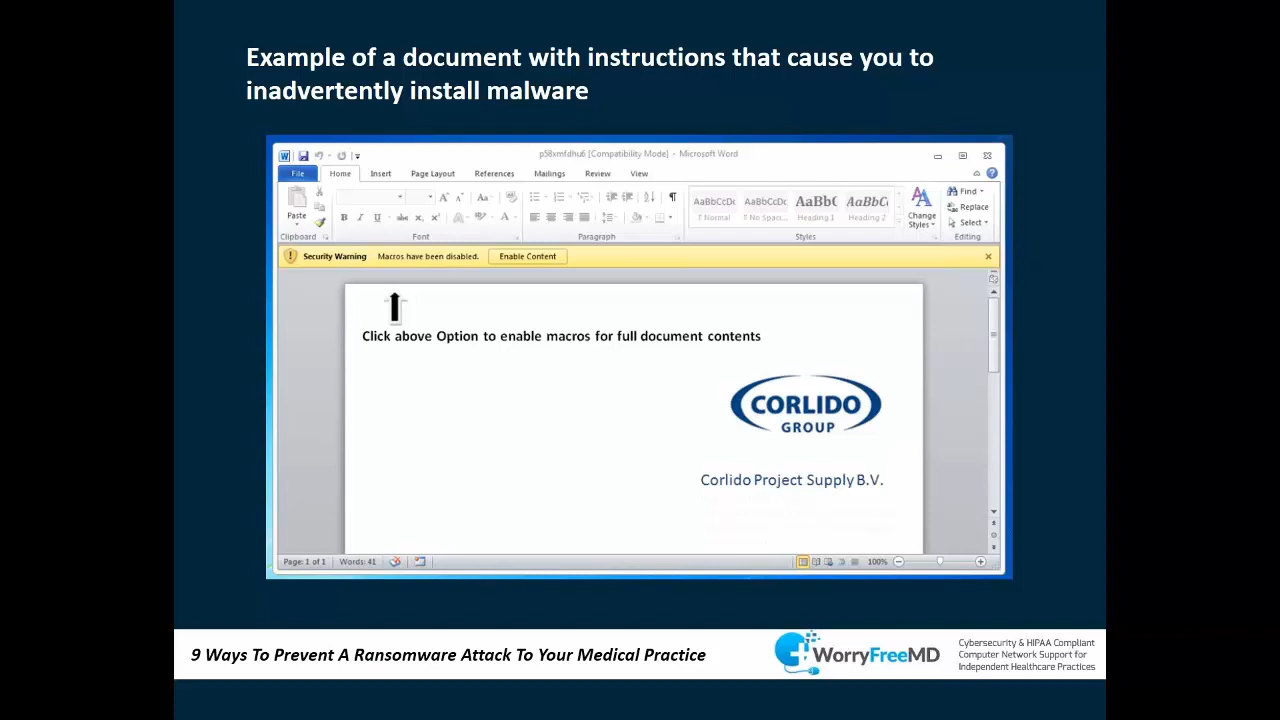 Example of a document with instructions that cause you to
inadvertently install malware
p58xmfdhu6 [Compatibility Mode] - Microsoft Word
File Home Insert Page Layout References Mailings Review View
Paste
Clipboard
Font
Paragraph
AaBbCcDc AaBbCcDc AaBbC AaBbCc
¶ Normal ¶ No Spaci... Heading 1 Heading 2
Styles
Change
Styles
Find
Replace
Select
Editing
Security Warning Macros have been disabled. Enable Content
Click above Option to enable macros for full document contents
CORLIDO
GROUP
Corlido Project Supply B.V.
Page: 1 of 1 Words: 41 100%
9 Ways To Prevent A Ransomware Attack To Your Medical Practice
WorryFreeMD
Cybersecurity & HIPAA Compliant
Computer Network Support for
Independent Healthcare Practices